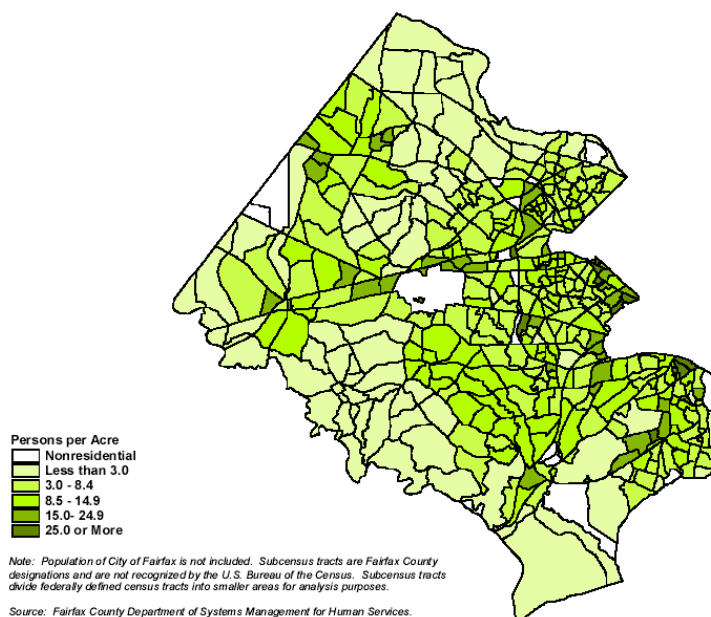 Persons per Acre
Nonresidential
Less than 3.0
3.0 - 8.4
8.5 - 14.9
15.0- 24.9
25.0 or More
Note: Population of City of Fairfax is not included. Subcensus tracts are Fairfax County
designations and are not recognized by the U.S. Bureau of the Census. Subcensus tracts
divide federally defined census tracts into smaller areas for analysis purposes.
Source: Fairfax County Department of Systems Management for Human Services.